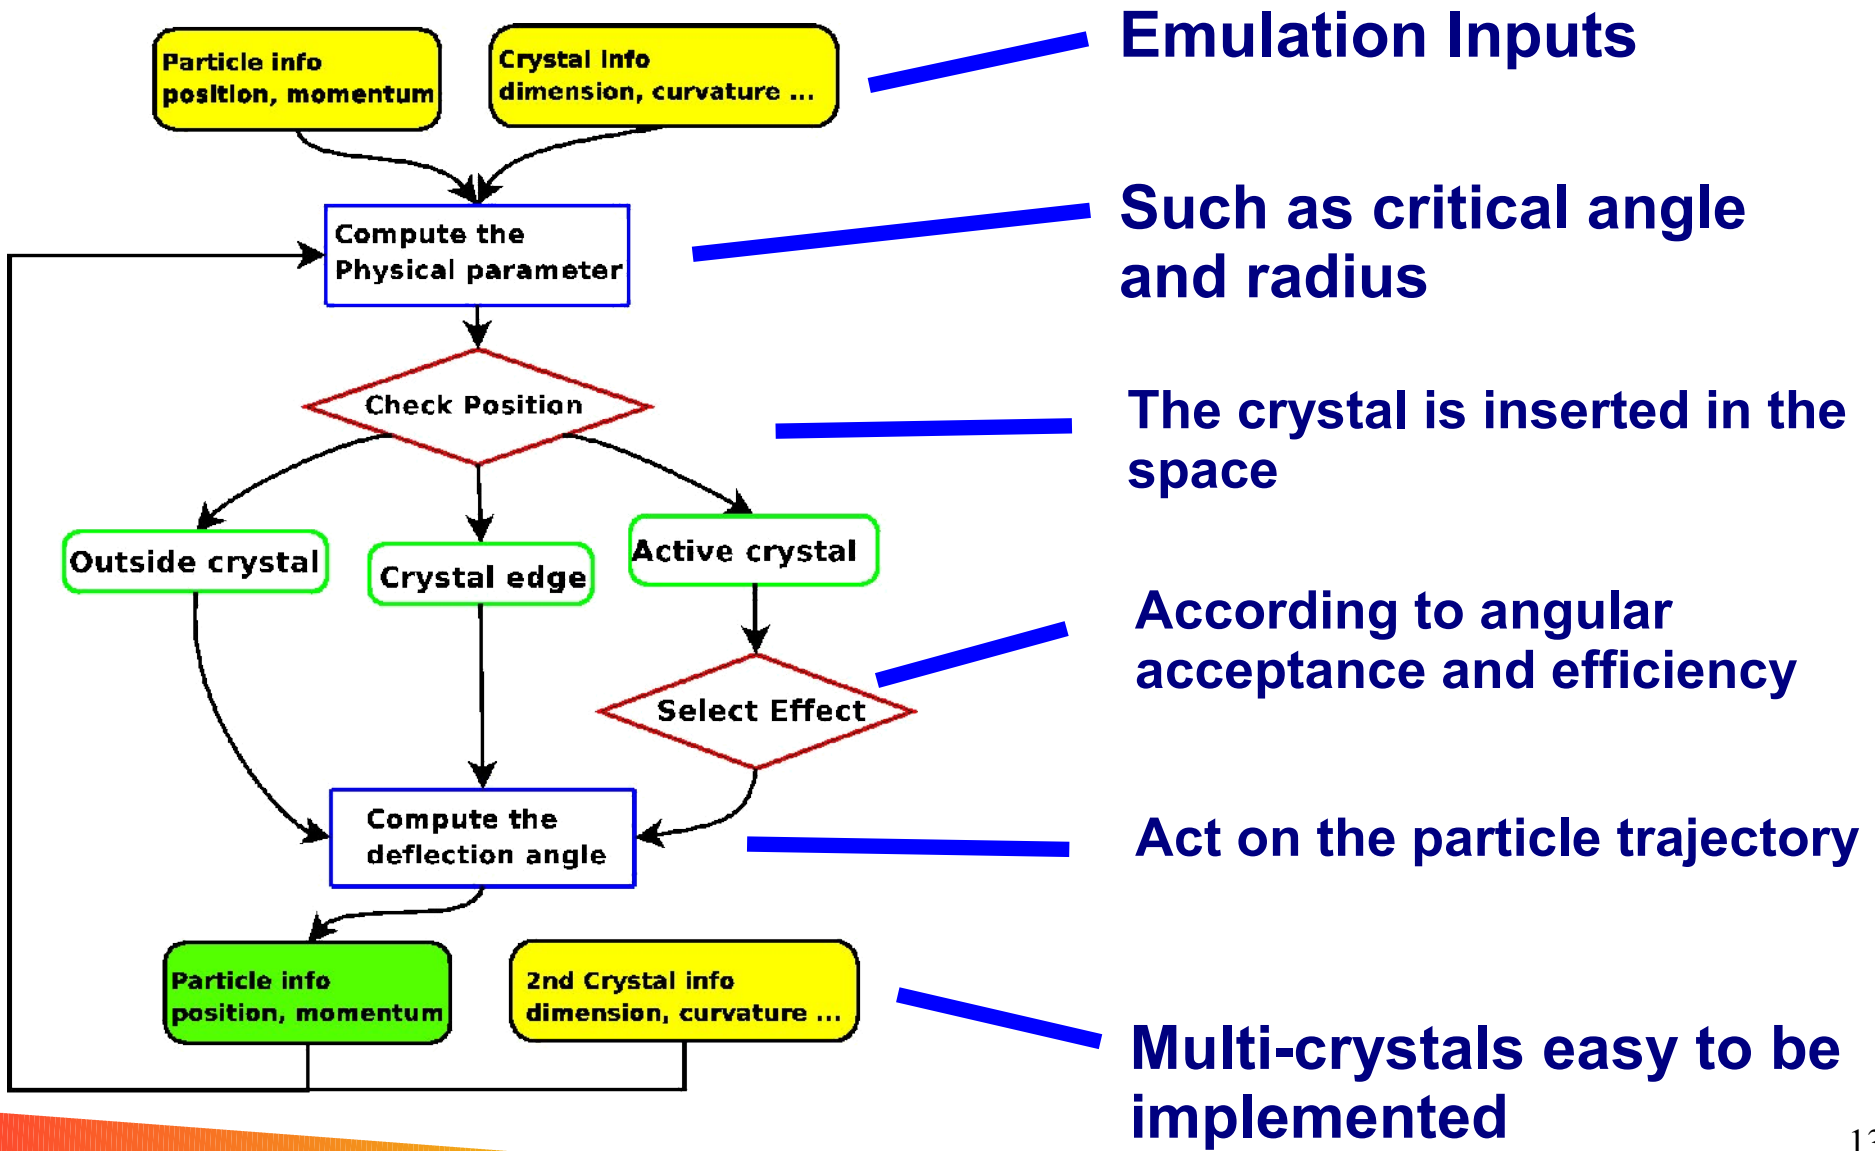 Particle info
position, momentum
Crystal info
dimension, curvature ...
Emulation Inputs
Compute the
Physical parameter
Such as critical angle
and radius
Check Position
The crystal is inserted in the
space
Outside crystal
Crystal edge
Active crystal
According to angular
acceptance and efficiency
Select Effect
Compute the
deflection angle
Act on the particle trajectory
Particle info
position, momentum
2nd Crystal info
dimension, curvature ...
Multi-crystals easy to be
implemented